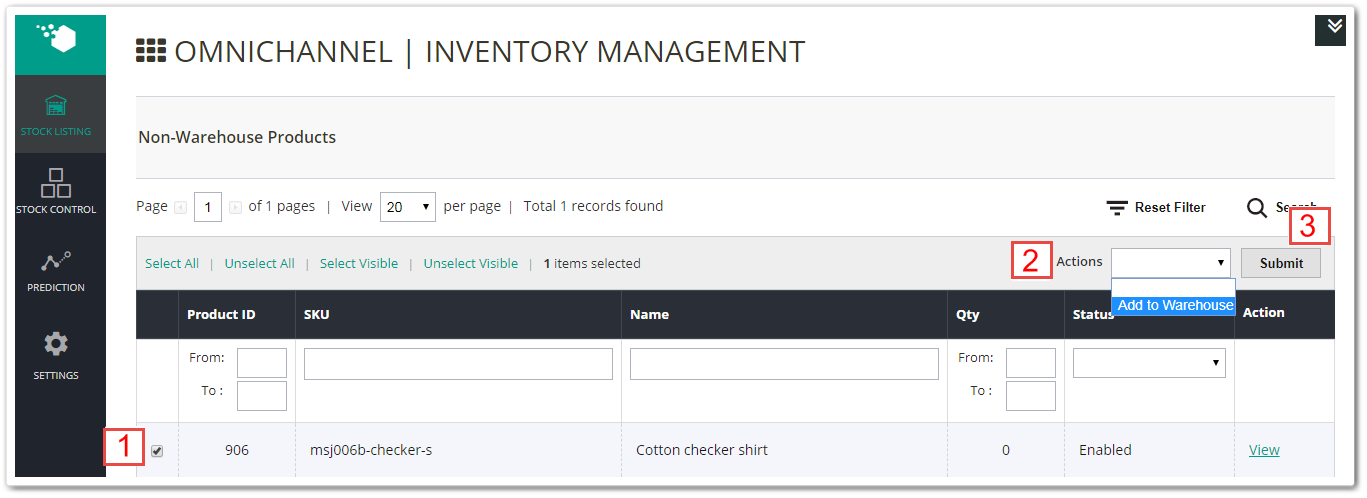 OMNICHANNEL | INVENTORY MANAGEMENT
STOCK LISTING
Non-Warehouse Products
STOCK CONTROL
Page 1 of 1 pages | View 20 per page | Total 1 records found
Reset Filter
3
2 Actions Submit
Select All | Unselect All | Select Visible | Unselect Visible | 1 items selected
Add to Warehouse
PREDICTION
Product ID SKU Name Qty Status Action
From: From:
SETTINGS
To : To :
1 906 msj006b-checker-s Cotton checker shirt 0 Enabled View